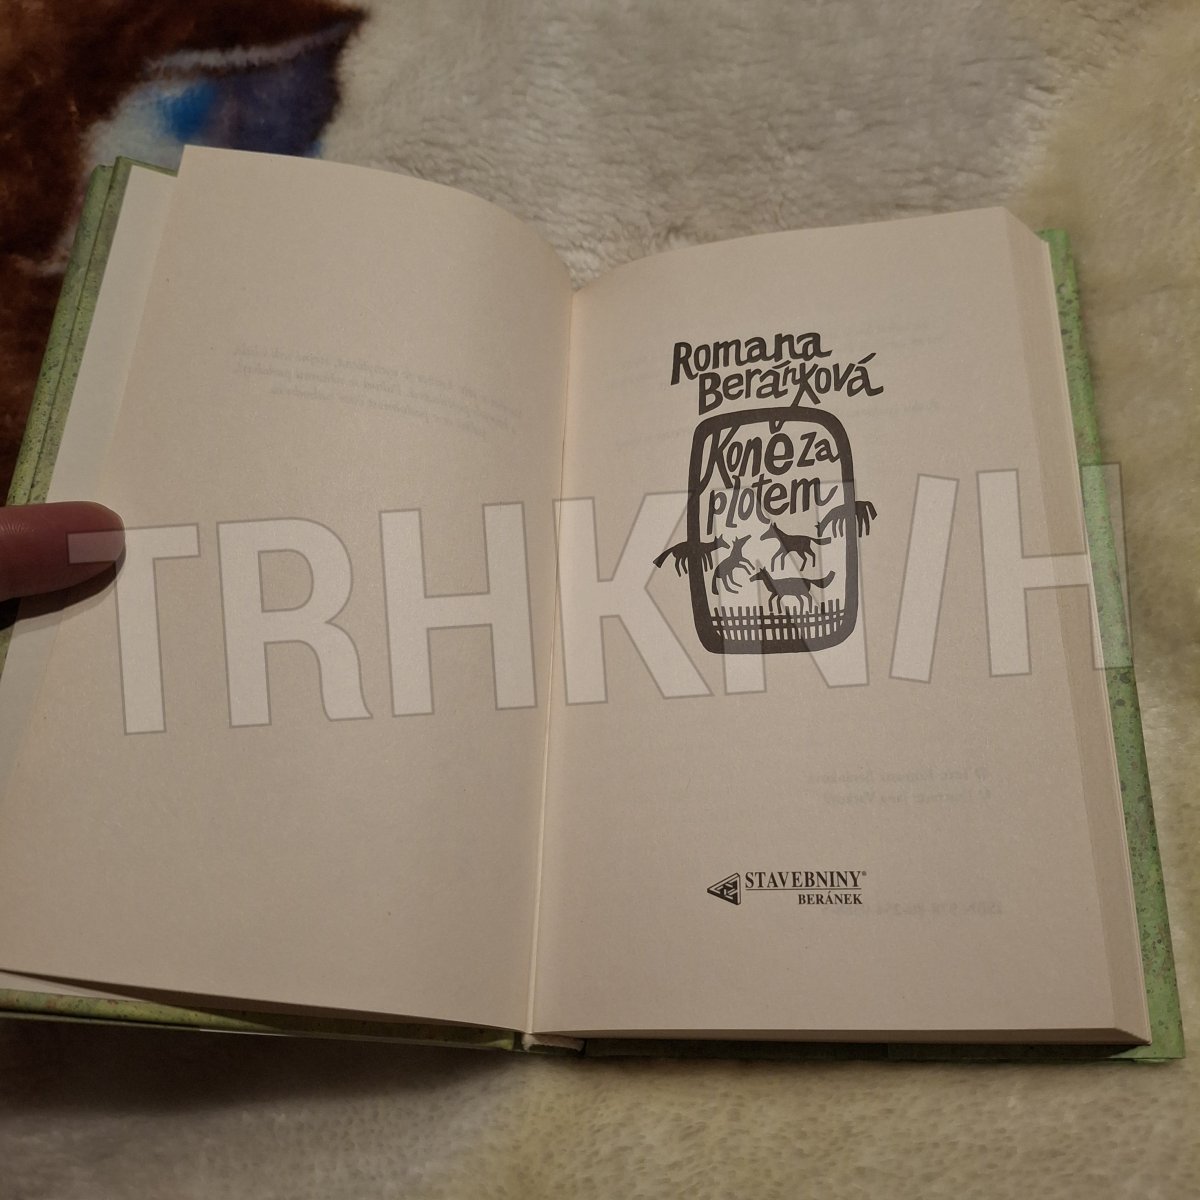 Romana
Beránková
Koně za
plotem
TRHKNIH
STAVEBNINY®
BERÁNEK